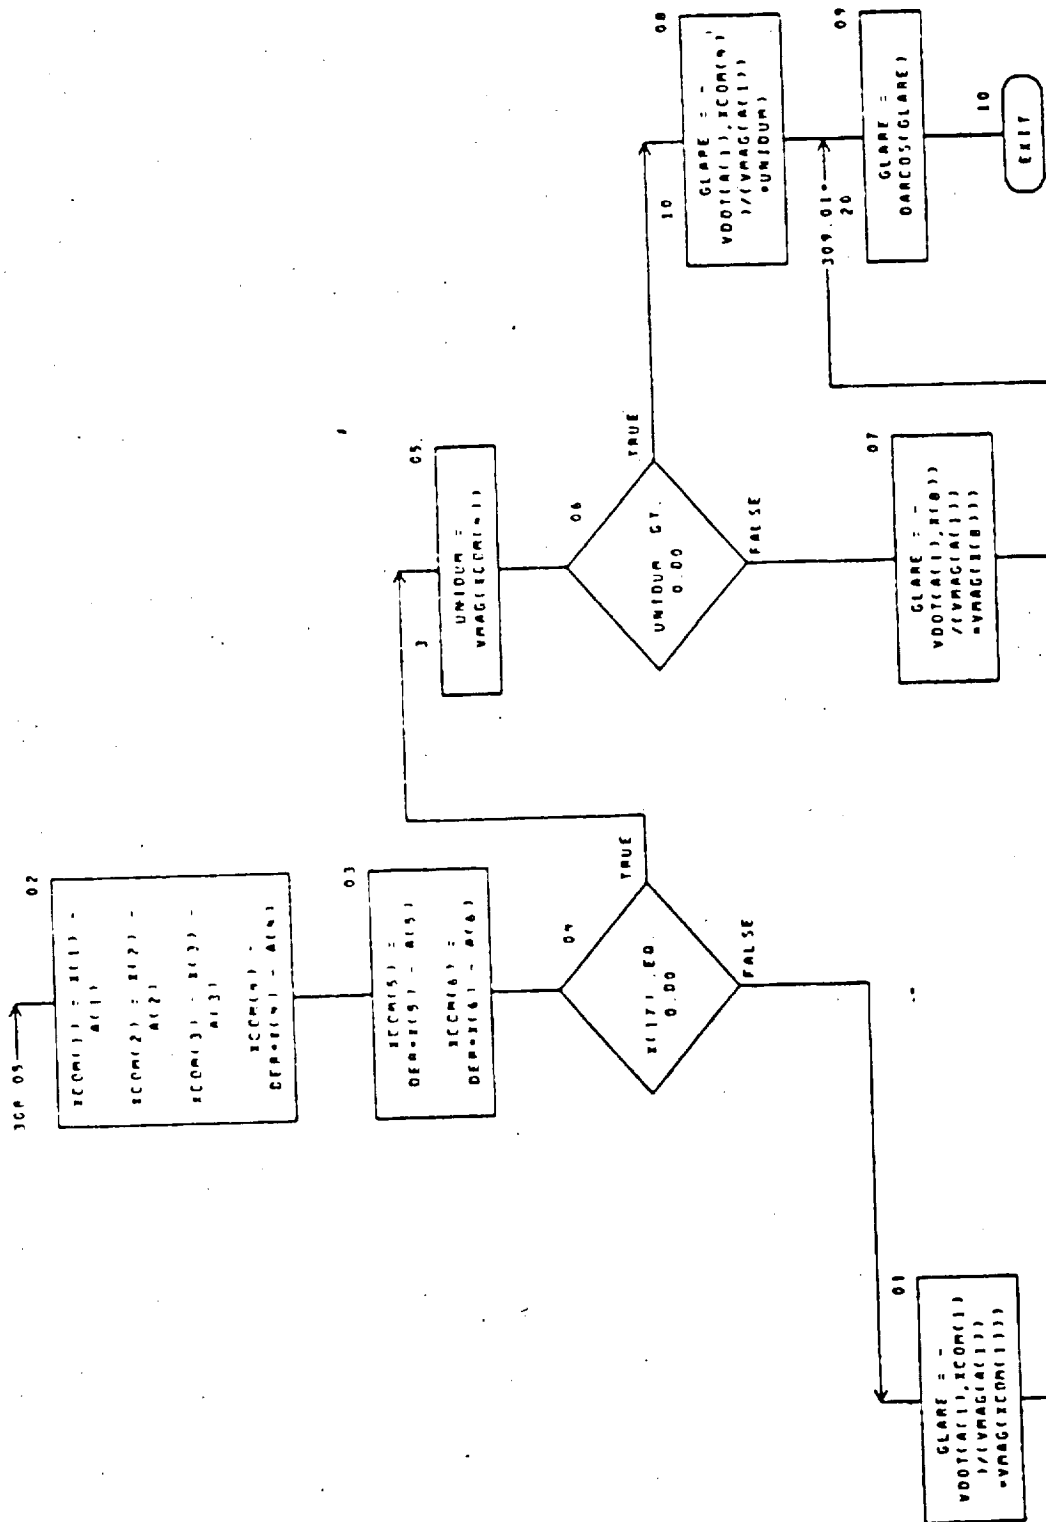 308.05
02
XCOM(1) = X(1) -
A(1)
XCOM(2) = X(2) -
A(2)
XCOM(3) = X(3) -
A(3)
XCOM(4) =
DER*X(4) - A(4)
03
XCOM(5) =
DER*X(5) - A(5)
XCOM(6) =
DER*X(6) - A(6)
04
X(17) .EQ.
0.00
TRUE
FALSE
01
GLARE = -
VDOT(A(1),XCOM(1)
)/(VMAG(A(1))
*VMAG(XCOM(1)))
3
05
UNIDUM =
VMAG(XCOM(4))
06
UNIDUM .GT.
0.00
TRUE
FALSE
07
GLARE = -
VDOT(A(1),X(8))
/(VMAG(A(1))
*VMAG(X(8)))
10
08
GLARE = -
VDOT(A(1),XCOM(4)
)/(VMAG(A(1))
*UNIDUM)
309.01*
20
09
GLARE =
DARCOS(GLARE)
10
EXIT